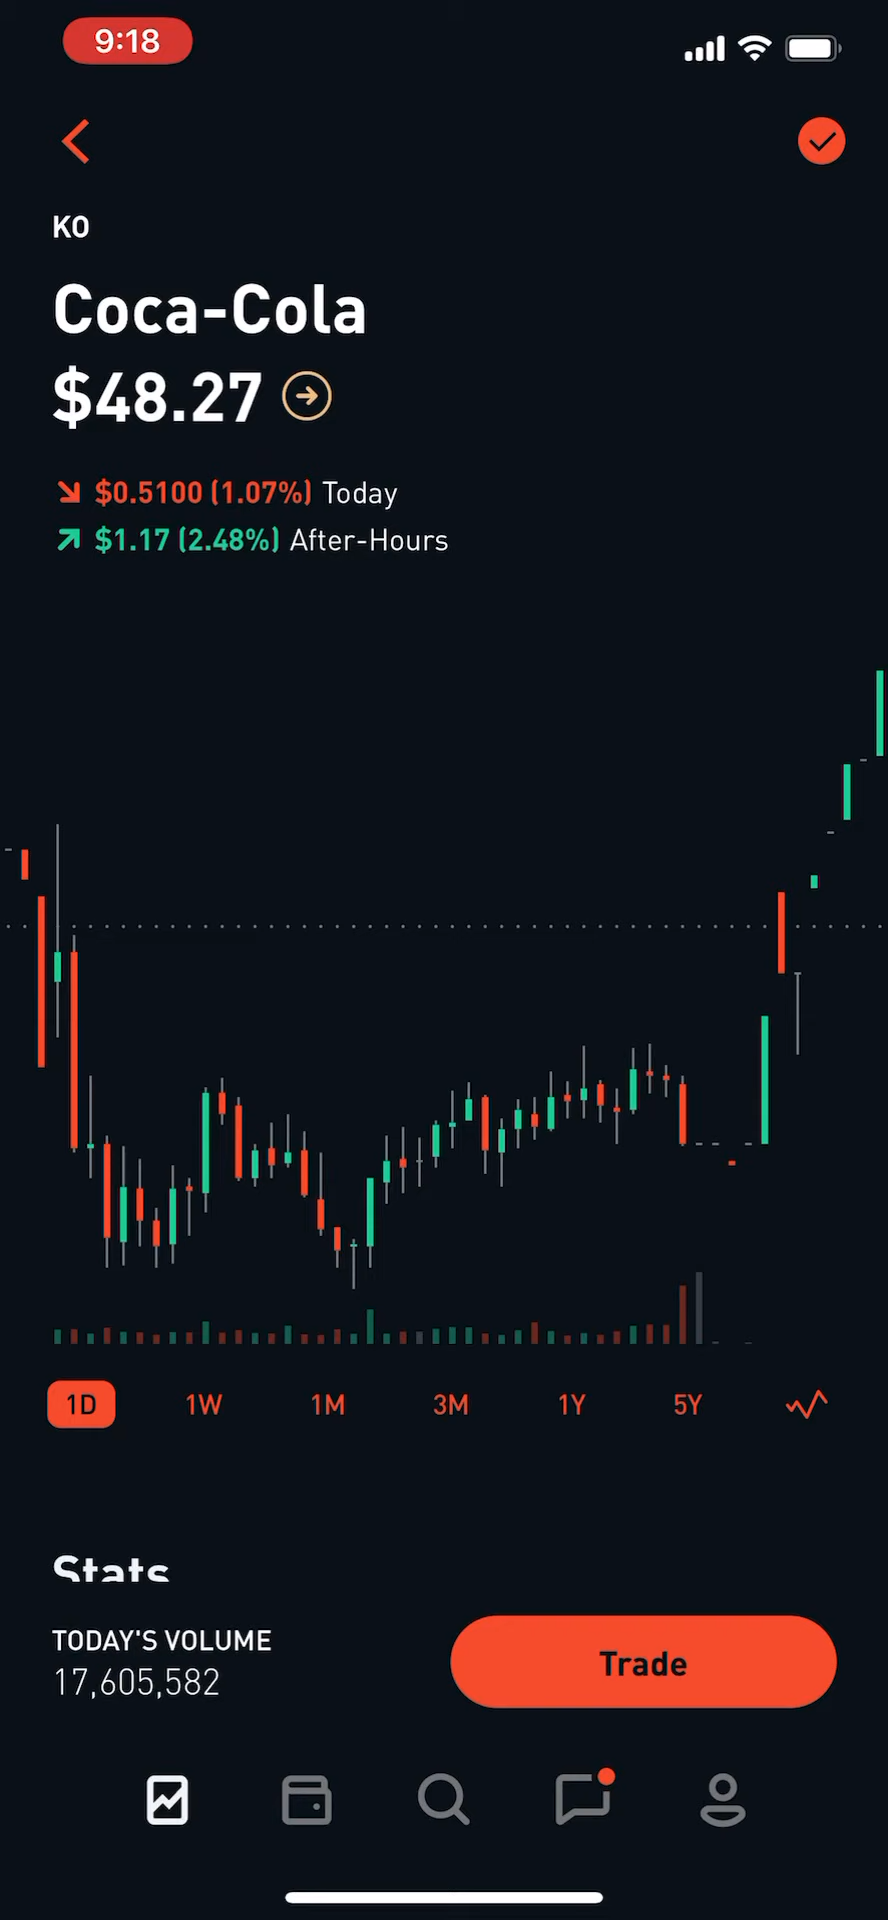 9:18
KO
Coca-Cola
$48.27
$0.5100 (1.07%) Today
$1.17 (2.48%) After-Hours
1D 1W 1M 3M 1Y 5Y
Stats
TODAY'S VOLUME
17,605,582
Trade